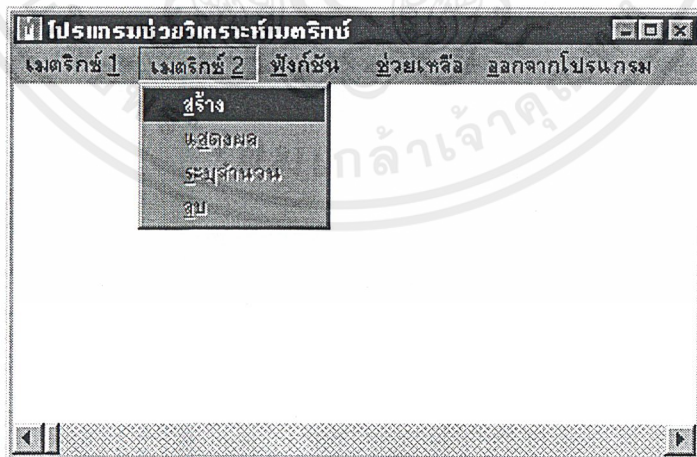 โปรแกรมช่วยวิเคราะห์เมตริกซ์
เมตริกซ์ 1 เมตริกซ์ 2 ฟังก์ชัน ช่วยเหลือ ออกจากโปรแกรม
สร้าง
แสดงผล
ระบุจำนวน
ลบ